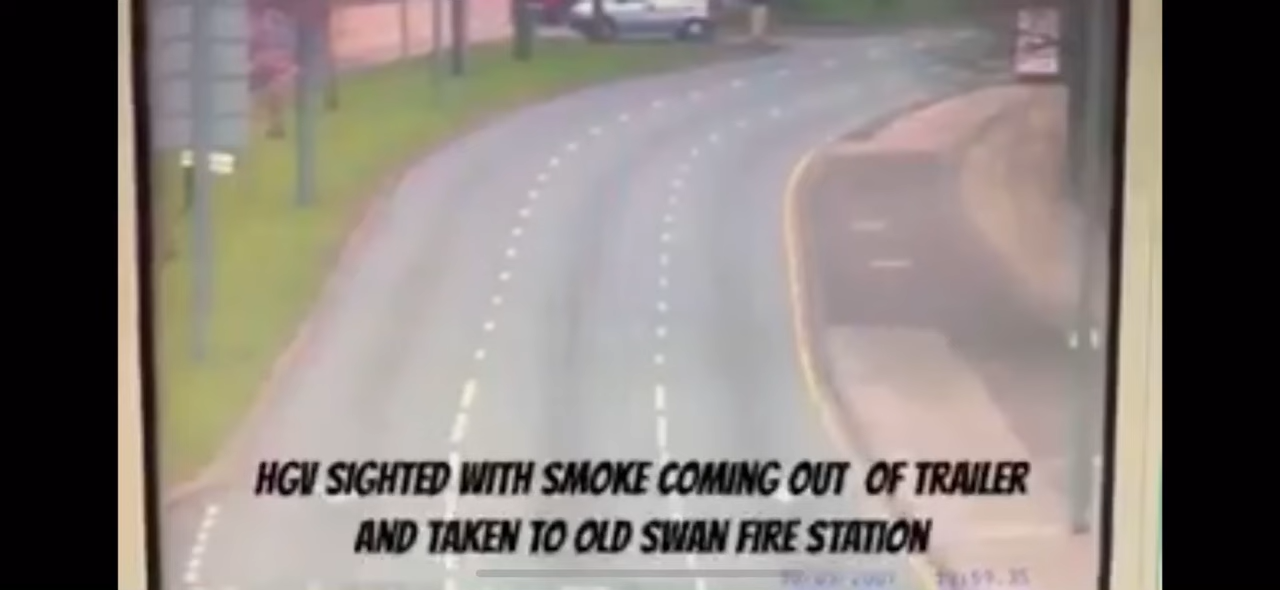 HGV SIGHTED WITH SMOKE COMING OUT OF TRAILER
AND TAKEN TO OLD SWAN FIRE STATION